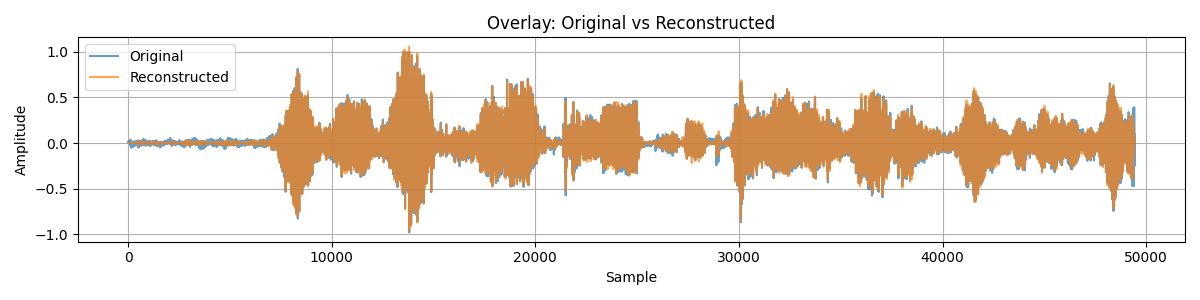 Overlay: Original vs Reconstructed
Original
Reconstructed
Amplitude
1.0
0.5
0.0
−0.5
−1.0
0 10000 20000 30000 40000 50000
Sample